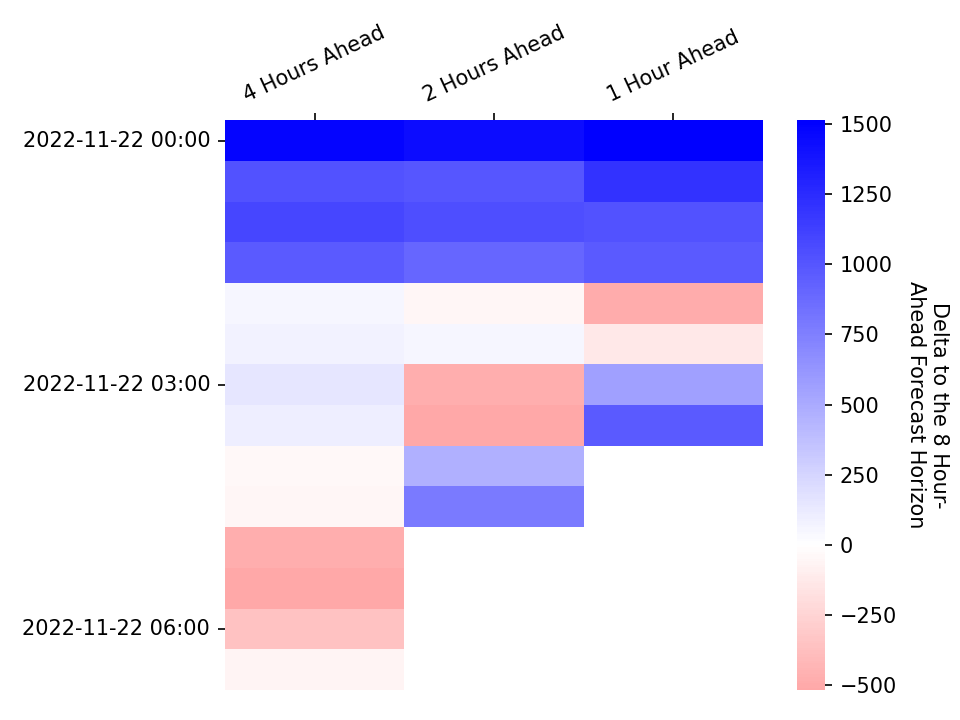 4 Hours Ahead
2 Hours Ahead
1 Hour Ahead
2022-11-22 00:00
2022-11-22 03:00
2022-11-22 06:00
1500
1250
1000
750
500
250
0
−250
−500
Delta to the 8 Hour-
Ahead Forecast Horizon